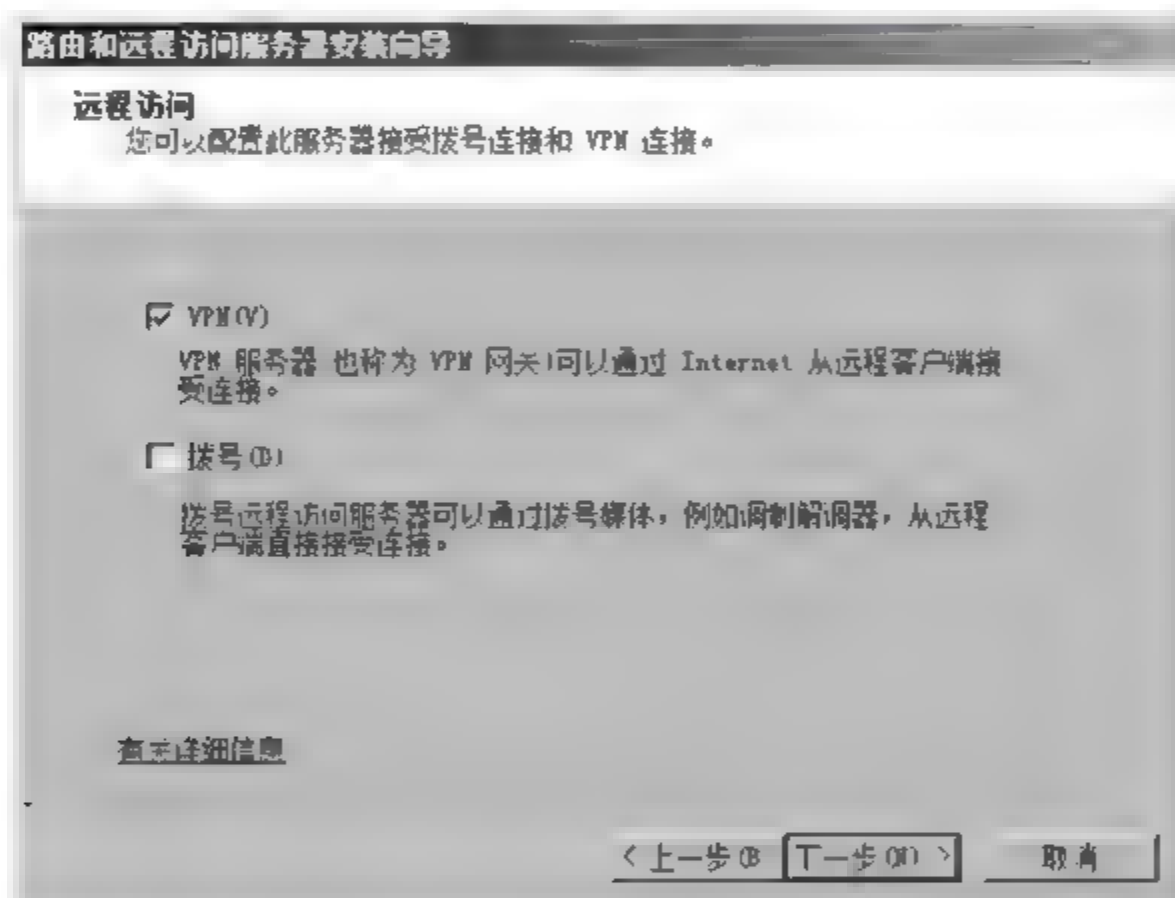 路由和远程访问服务器安装向导
远程访问
您可以配置此服务器接受拨号连接和 VPN 连接。
VPN(V)
VPN 服务器 也称为 VPN 网关)可以通过 Internet 从远程客户端接
受连接。
拨号(D)
拨号远程访问服务器可以通过拨号媒体，例如调制解调器，从远程
客户端直接接受连接。
有关详细信息
< 上一步(B 下一步(N) > 取消